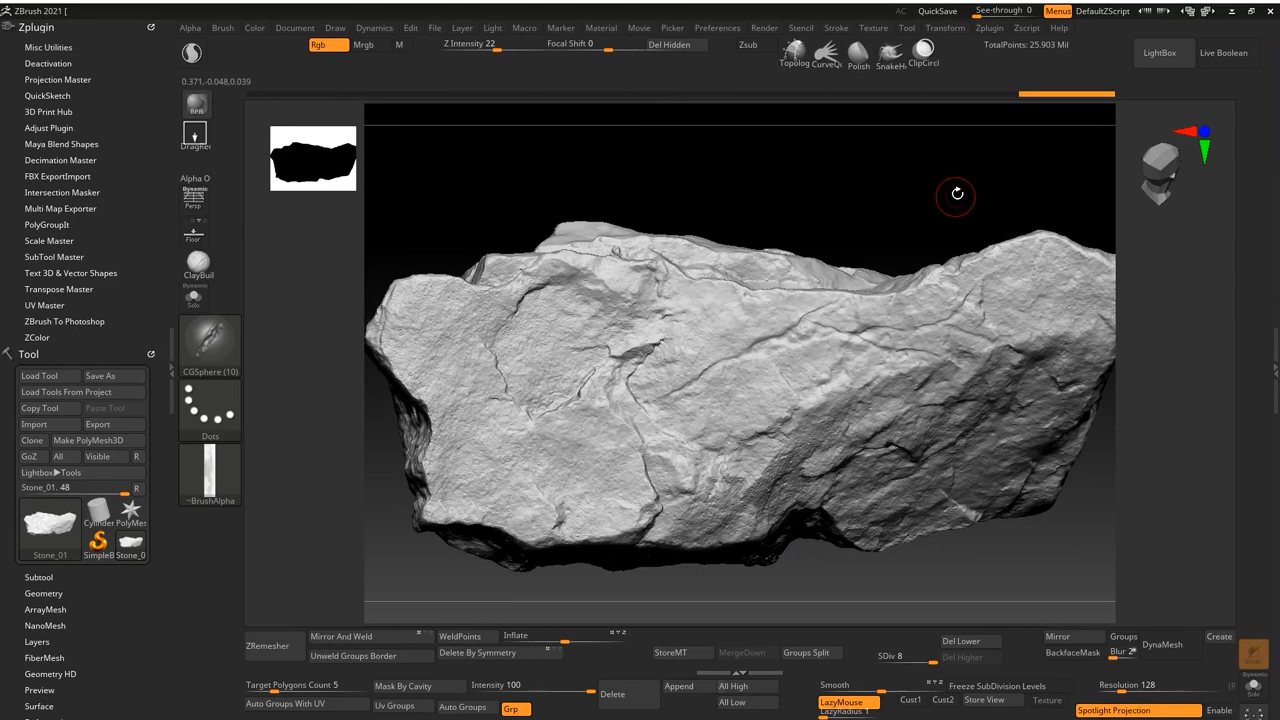 ZBrush 2021 [
AC QuickSave See-through 0 Menus DefaultZScript
Zplugin
Alpha Brush Color Document Draw Dynamics Edit File Layer Light Macro Marker Material Movie Picker Preferences Render Stencil Stroke Texture Tool Transform Zplugin Zscript Help
Rgb Mrgb M Z Intensity 22 Focal Shift 0 Del Hidden Zsub TotalPoints: 25.903 Mil
Topolog CurveQ Polish SnakeH ClipCircl LightBox Live Boolean
0.371,-0.048,0.039
Misc Utilities
Deactivation
Projection Master
QuickSketch
3D Print Hub
Adjust Plugin
Maya Blend Shapes
Decimation Master
FBX ExportImport
Intersection Masker
Multi Map Exporter
PolyGroupIt
Scale Master
SubTool Master
Text 3D & Vector Shapes
Transpose Master
UV Master
ZBrush To Photoshop
ZColor
Tool
Load Tool Save As
Load Tools From Project
Copy Tool Paste Tool
Import Export
Clone Make PolyMesh3D
GoZ All Visible R
Lightbox▶Tools
Stone_01. 48 R
Cylinder PolyMes
Stone_01 SimpleB Stone_0
Subtool
Geometry
ArrayMesh
NanoMesh
Layers
FiberMesh
Geometry HD
Preview
Surface
BPR
DragRec
Alpha O
Dynamic
Persp
Floor
ClayBuil
Dynamic
Solo
CGSphere (10)
Dots
~BrushAlpha
ZRemesher Mirror And Weld WeldPoints Inflate
Unweld Groups Border Delete By Symmetry StoreMT MergeDown Groups Split SDiv 8 Del Lower Del Higher
Mirror Groups DynaMesh Create
BackfaceMask Blur 2 Ghost
Target Polygons Count 5 Mask By Cavity Intensity 100 Delete Append All High Smooth Freeze SubDivision Levels Resolution 128 Dynamic
Auto Groups With UV Uv Groups Auto Groups Grp All Low LazyMouse Cust1 Cust2 Store View Texture Spotlight Projection Enable Solo
LazyRadius 1